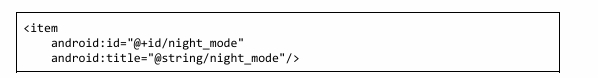 <item
    android:id="@+id/night_mode"
    android:title="@string/night_mode"/>